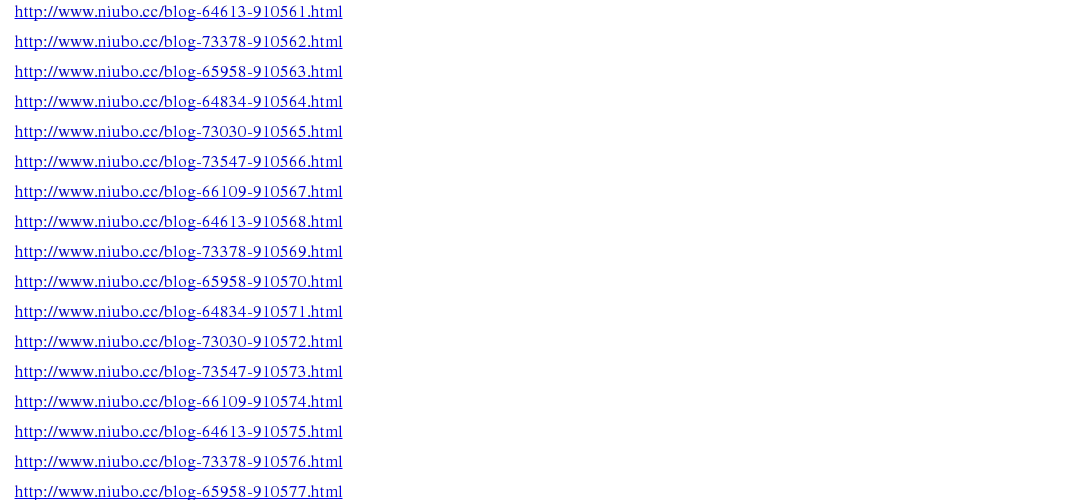 http://www.niubo.cc/blog-64613-910561.html
http://www.niubo.cc/blog-73378-910562.html
http://www.niubo.cc/blog-65958-910563.html
http://www.niubo.cc/blog-64834-910564.html
http://www.niubo.cc/blog-73030-910565.html
http://www.niubo.cc/blog-73547-910566.html
http://www.niubo.cc/blog-66109-910567.html
http://www.niubo.cc/blog-64613-910568.html
http://www.niubo.cc/blog-73378-910569.html
http://www.niubo.cc/blog-65958-910570.html
http://www.niubo.cc/blog-64834-910571.html
http://www.niubo.cc/blog-73030-910572.html
http://www.niubo.cc/blog-73547-910573.html
http://www.niubo.cc/blog-66109-910574.html
http://www.niubo.cc/blog-64613-910575.html
http://www.niubo.cc/blog-73378-910576.html
http://www.niubo.cc/blog-65958-910577.html